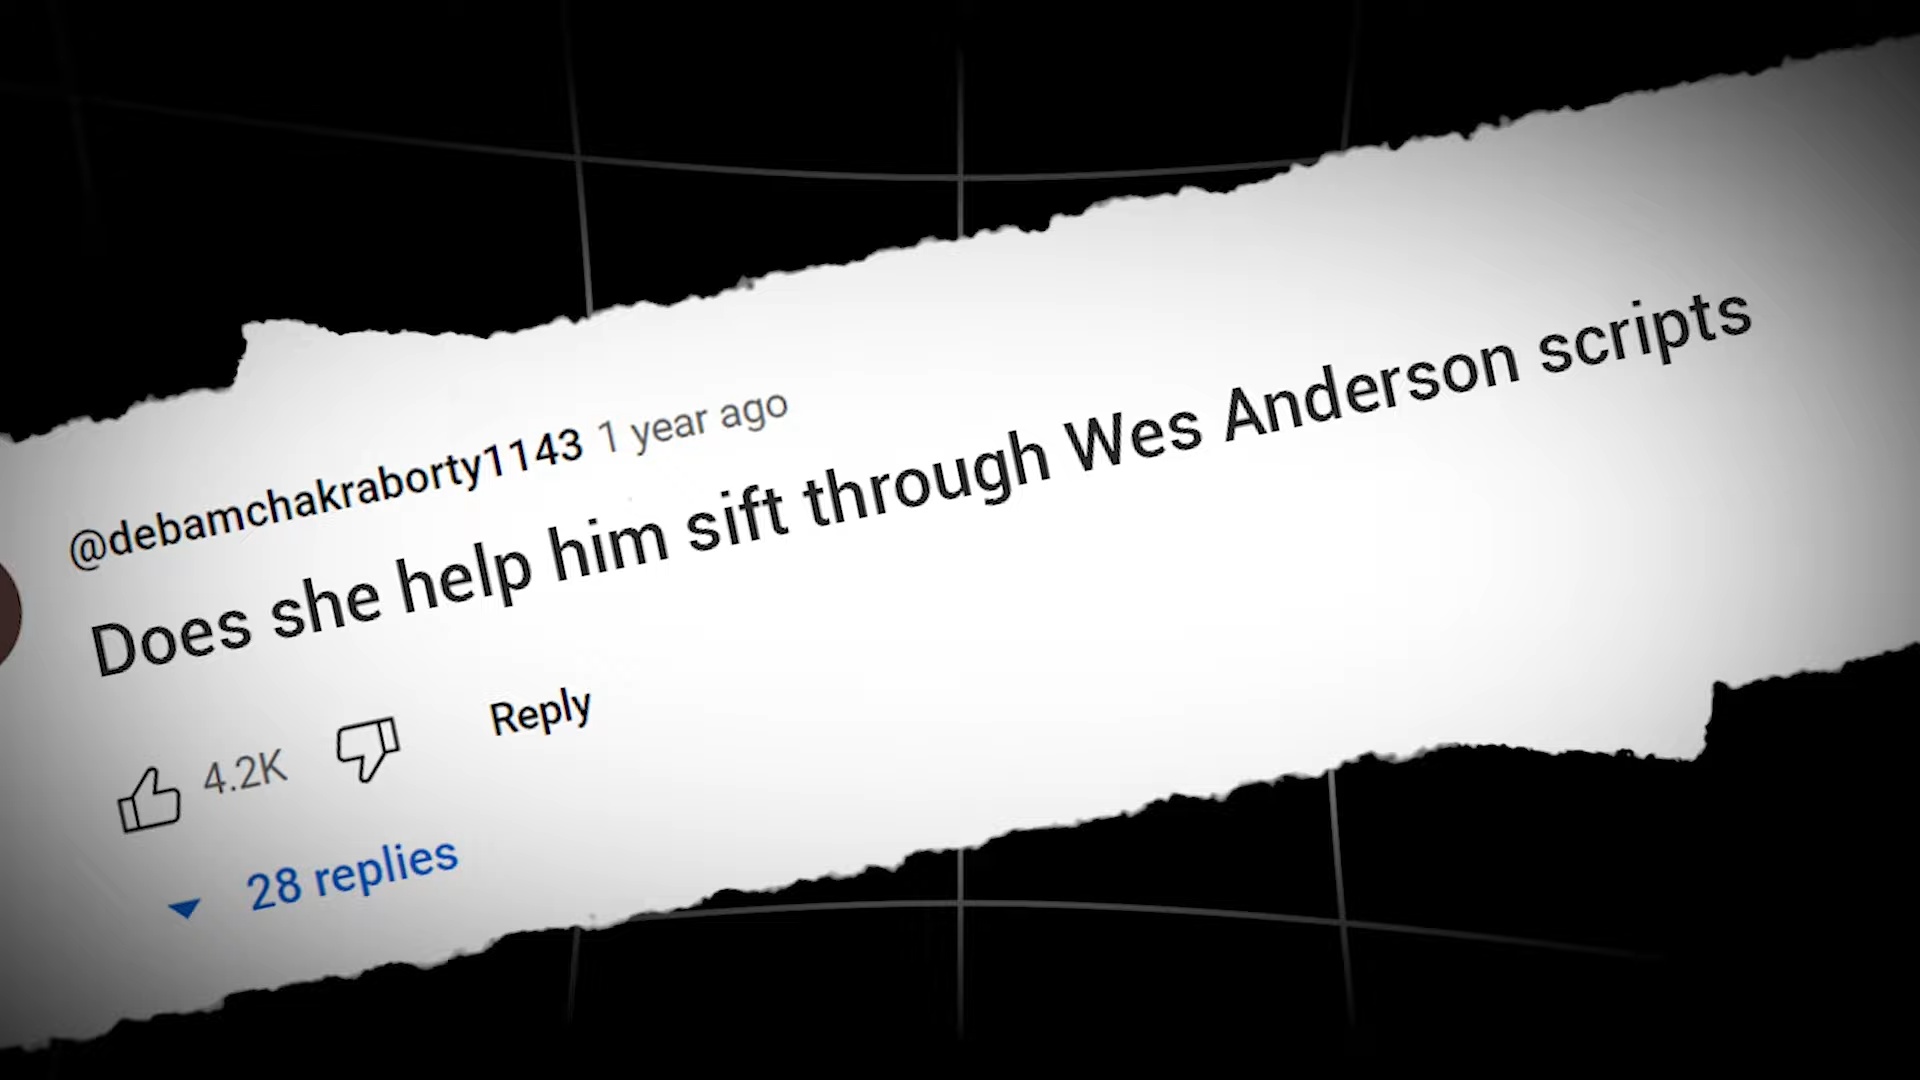 @debamchakraborty1143 1 year ago
Does she help him sift through Wes Anderson scripts
4.2K Reply
28 replies